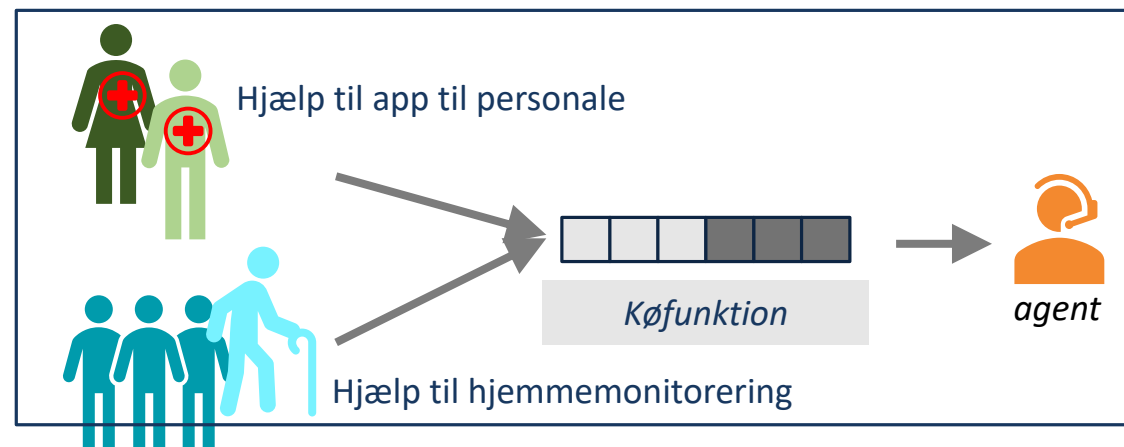 Hjælp til app til personale
Køfunktion
agent
Hjælp til hjemmemonitorering